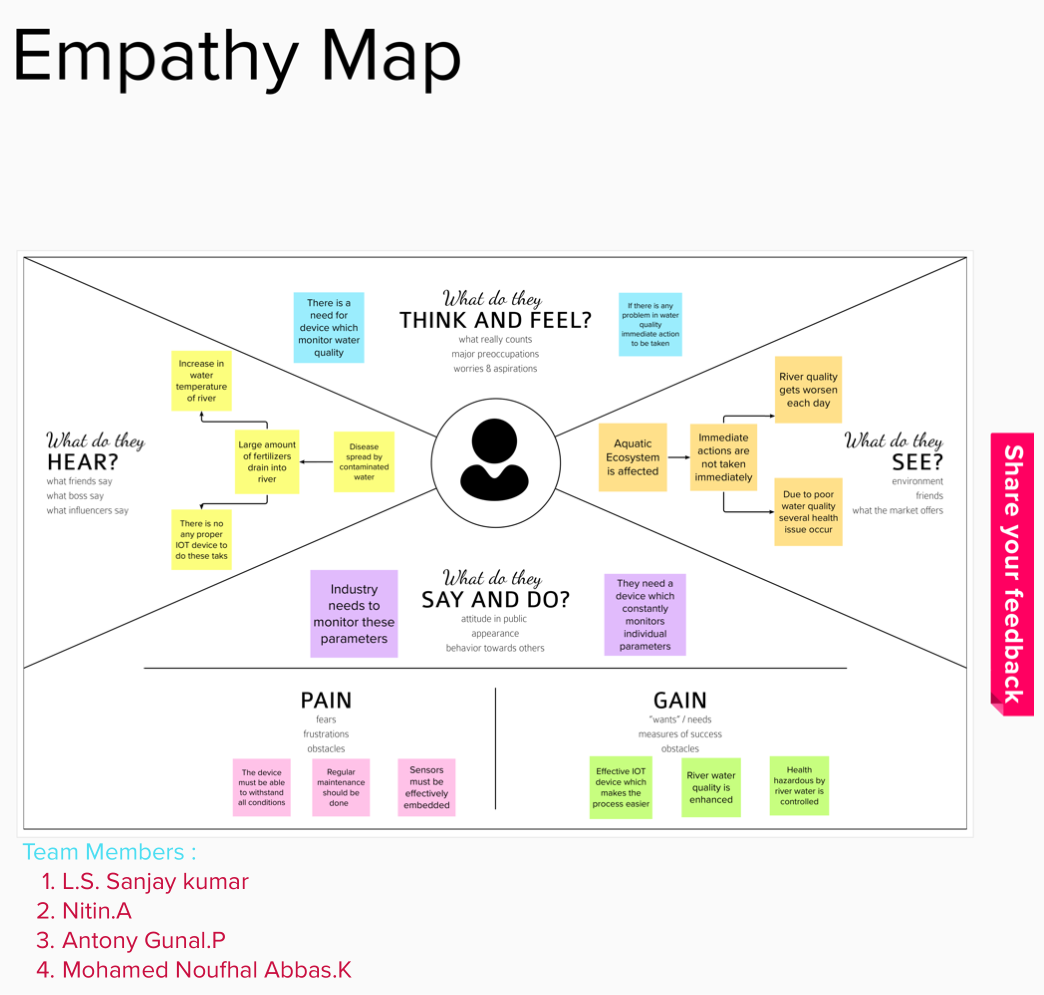 Empathy Map
What do they
THINK AND FEEL?
what really counts
major preoccupations
worries & aspirations
There is a
need for
device which
monitor water
quality
If there is any
problem in water
quality
immediate action
to be taken
What do they
HEAR?
what friends say
what boss say
what influencers say
Increase in
water
temperature
of river
Large amount
of fertilizers
drain into
river
Disease
spread by
contaminated
water
There is no
any proper
IOT device to
do these taks
Aquatic
Ecosystem
is affected
Immediate
actions are
not taken
immediately
River quality
gets worsen
each day
Due to poor
water quality
several health
issue occur
What do they
SEE?
environment
friends
what the market offers
What do they
SAY AND DO?
attitude in public
appearance
behavior towards others
Industry
needs to
monitor these
parameters
They need a
device which
constantly
monitors
individual
parameters
PAIN
fears
frustrations
obstacles
The device
must be able
to withstand
all conditions
Regular
maintenance
should be
done
Sensors
must be
effectively
embedded
GAIN
"wants" / needs
measures of success
obstacles
Effective IOT
device which
makes the
process easier
River water
quality is
enhanced
Health
hazardous by
river water is
controlled
Share your feedback
Team Members :
1. L.S. Sanjay kumar
2. Nitin.A
3. Antony Gunal.P
4. Mohamed Noufhal Abbas.K